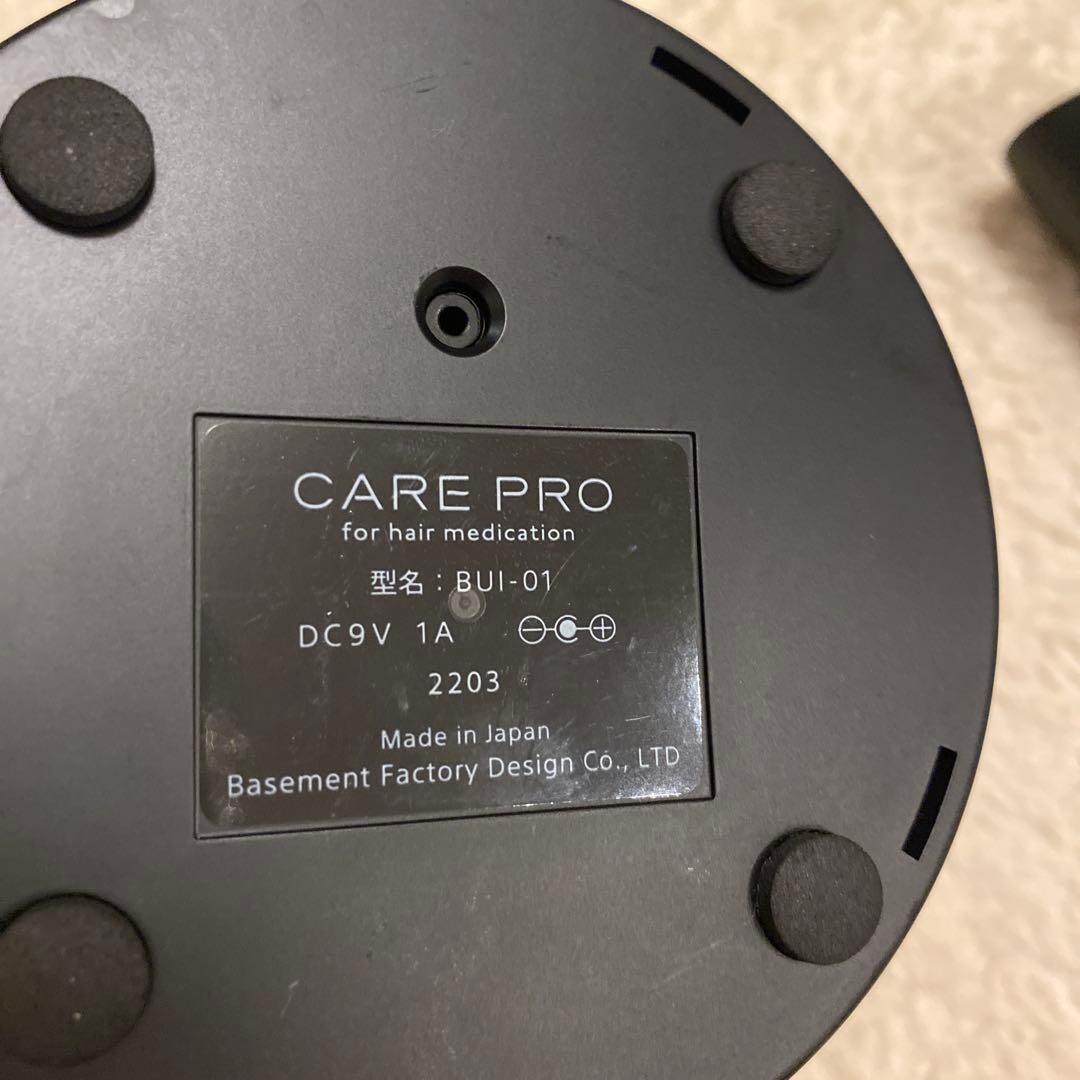 CARE PRO
for hair medication
型名：BUI-01
DC9V 1A
2203
Made in Japan
Basement Factory Design Co., LTD